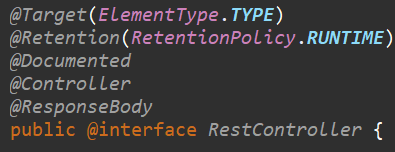 @Target(ElementType.TYPE)
@Retention(RetentionPolicy.RUNTIME)
@Documented
@Controller
@ResponseBody
public @interface RestController {